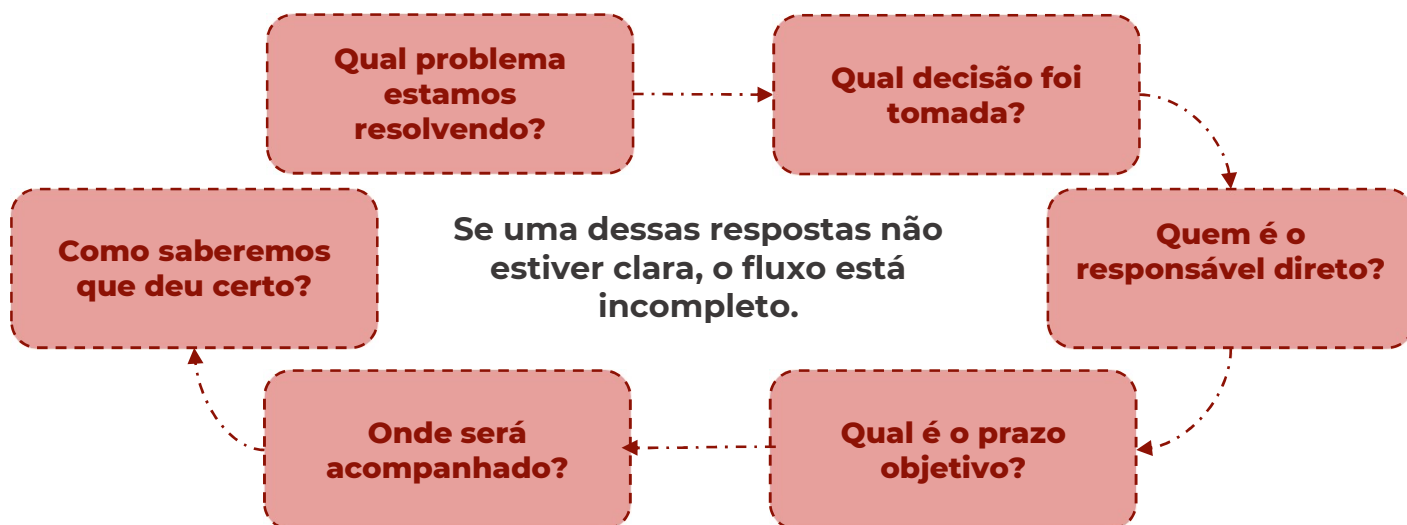 Qual problema
estamos
resolvendo?
Qual decisão foi
tomada?
Quem é o
responsável direto?
Qual é o prazo
objetivo?
Onde será
acompanhado?
Como saberemos
que deu certo?
Se uma dessas respostas não
estiver clara, o fluxo está
incompleto.